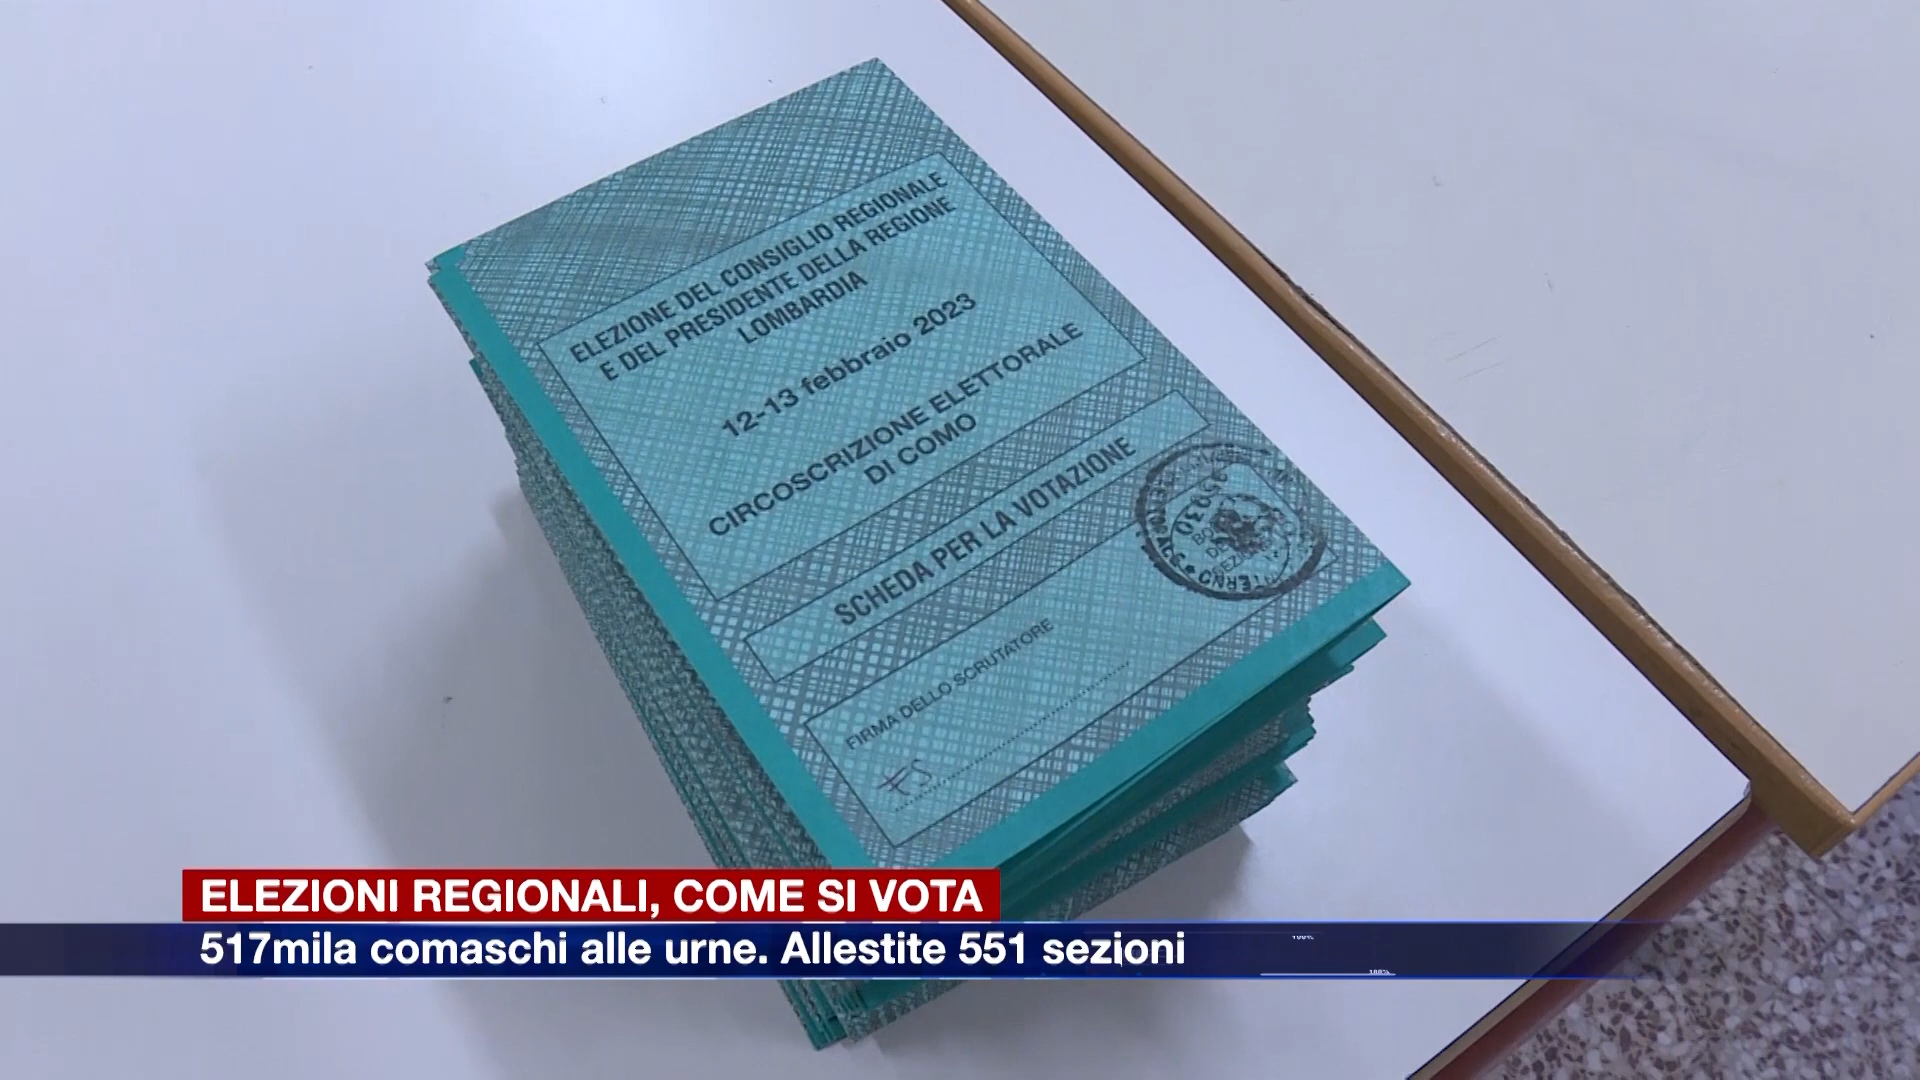 ELEZIONE DEL CONSIGLIO REGIONALE
E DEL PRESIDENTE DELLA REGIONE
LOMBARDIA
12-13 febbraio 2023
CIRCOSCRIZIONE ELETTORALE
DI COMO
SCHEDA PER LA VOTAZIONE
FIRMA DELLO SCRUTATORE
FS
ELEZIONI REGIONALI, COME SI VOTA
517mila comaschi alle urne. Allestite 551 sezioni